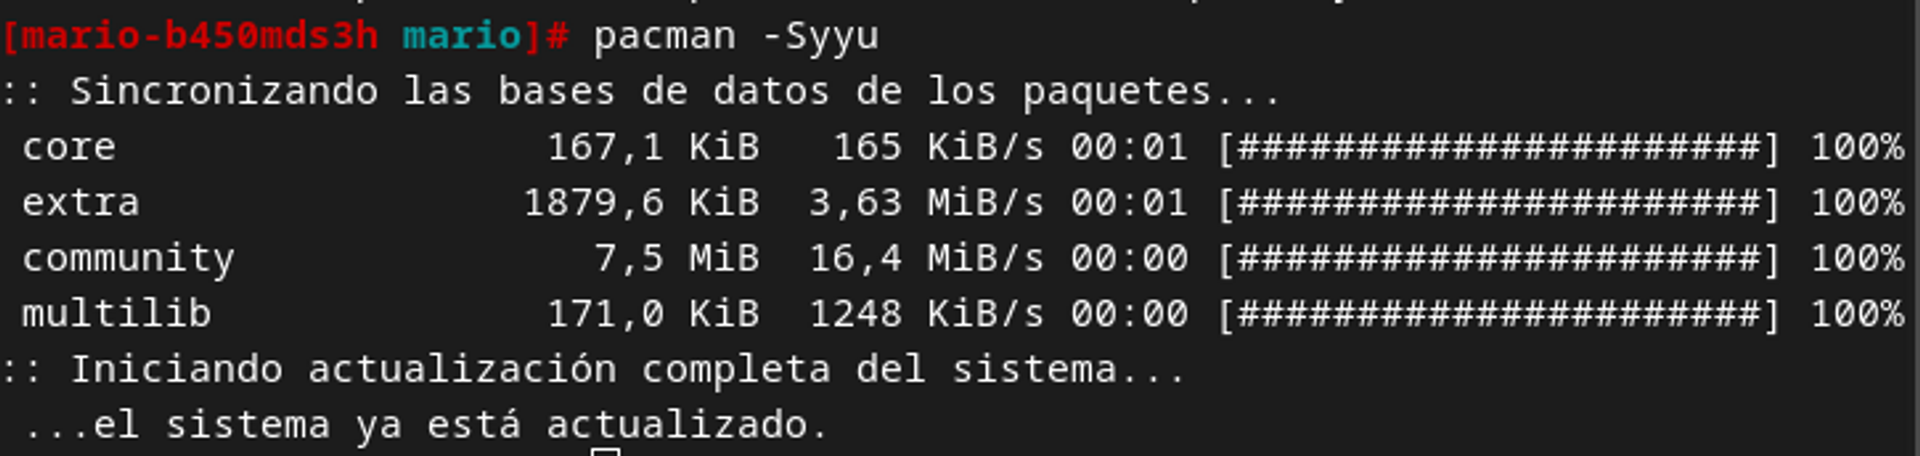 [mario-b450mds3h mario]# pacman -Syyu
:: Sincronizando las bases de datos de los paquetes...
 core                  167,1 KiB   165 KiB/s 00:01 [######################] 100%
 extra                1879,6 KiB  3,63 MiB/s 00:01 [######################] 100%
 community               7,5 MiB  16,4 MiB/s 00:00 [######################] 100%
 multilib              171,0 KiB  1248 KiB/s 00:00 [######################] 100%
:: Iniciando actualización completa del sistema...
 ...el sistema ya está actualizado.